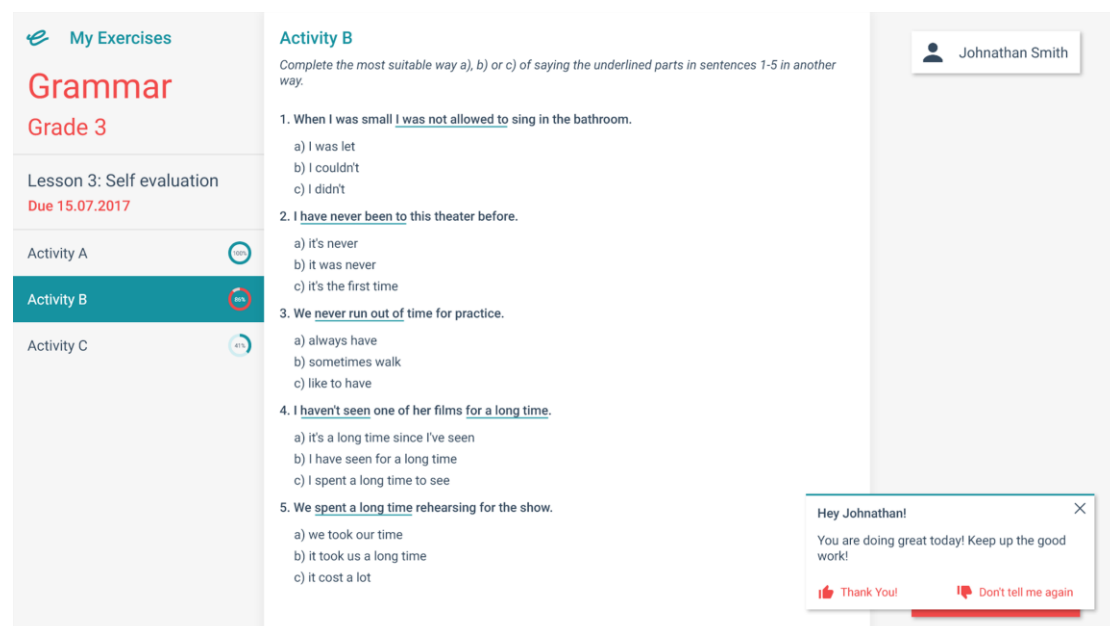 My Exercises
Grammar
Grade 3
Lesson 3: Self evaluation
Due 15.07.2017
Activity A
100%
Activity B
86%
Activity C
41%
Activity B
Complete the most suitable way a), b) or c) of saying the underlined parts in sentences 1-5 in another
way.
1. When I was small I was not allowed to sing in the bathroom.
a) I was let
b) I couldn't
c) I didn't
2. I have never been to this theater before.
a) it's never
b) it was never
c) it's the first time
3. We never run out of time for practice.
a) always have
b) sometimes walk
c) like to have
4. I haven't seen one of her films for a long time.
a) it's a long time since I've seen
b) I have seen for a long time
c) I spent a long time to see
5. We spent a long time rehearsing for the show.
a) we took our time
b) it took us a long time
c) it cost a lot
Johnathan Smith
Hey Johnathan!
You are doing great today! Keep up the good
work!
Thank You!
Don't tell me again